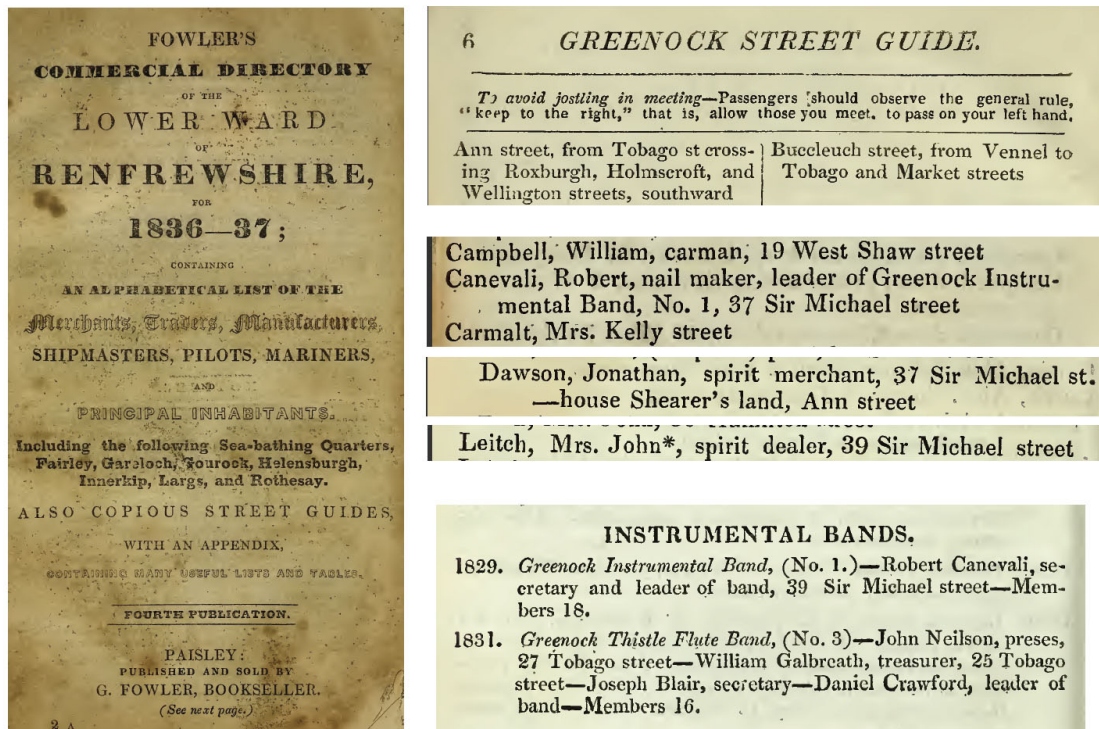 FOWLER'S
COMMERCIAL DIRECTORY
OF THE
LOWER WARD
OF
RENFREWSHIRE,
FOR
1836—37;
CONTAINING
AN ALPHABETICAL LIST OF THE
Merchants, Traders, Manufacturers,
SHIPMASTERS, PILOTS, MARINERS,
AND
PRINCIPAL INHABITANTS.
Including the following Sea-bathing Quarters,
Fairley, Gareloch, Gourock, Helensburgh,
Innerkip, Largs, and Rothesay.
ALSO COPIOUS STREET GUIDES,
WITH AN APPENDIX,
CONTAINING MANY USEFUL LISTS AND TABLES.
FOURTH PUBLICATION.
PAISLEY:
PUBLISHED AND SOLD BY
G. FOWLER, BOOKSELLER.
(See next page.)
2 A
6 GREENOCK STREET GUIDE.
To avoid jostling in meeting—Passengers should observe the general rule,
"keep to the right," that is, allow those you meet. to pass on your left hand.
Ann street, from Tobago st cross-
ing Roxburgh, Holmscroft, and
Wellington streets, southward
Buccleuch street, from Vennel to
Tobago and Market streets
Campbell, William, carman, 19 West Shaw street
Canevali, Robert, nail maker, leader of Greenock Instru-
mental Band, No. 1, 37 Sir Michael street
Carmalt, Mrs. Kelly street
Dawson, Jonathan, spirit merchant, 37 Sir Michael st.
—house Shearer's land, Ann street
Leitch, Mrs. John*, spirit dealer, 39 Sir Michael street
INSTRUMENTAL BANDS.
1829. Greenock Instrumental Band, (No. 1.)—Robert Canevali, se-
cretary and leader of band, 39 Sir Michael street—Mem-
bers 18.
1831. Greenock Thistle Flute Band, (No. 3)—John Neilson, preses,
27 Tobago street—William Galbreath, treasurer, 25 Tobago
street—Joseph Blair, secretary—Daniel Crawford, leader of
band—Members 16.